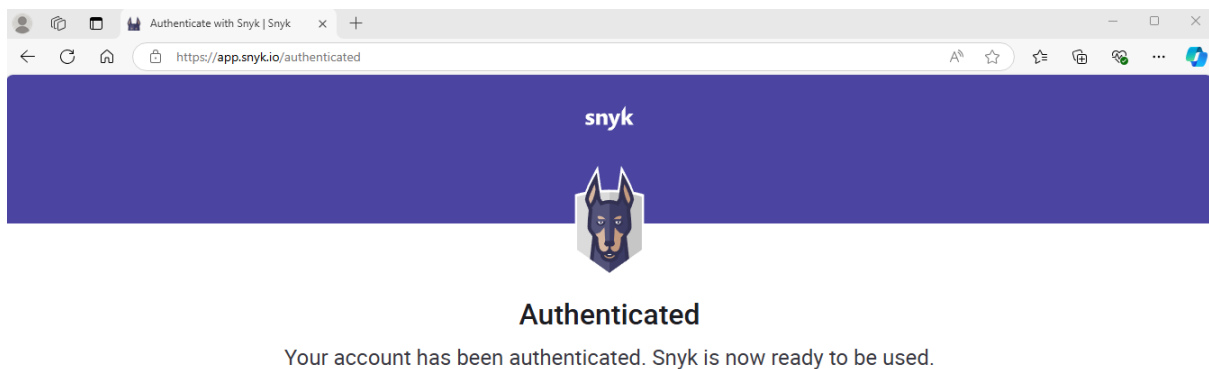 Authenticate with Snyk | Snyk
https://app.snyk.io/authenticated
snyk
Authenticated
Your account has been authenticated. Snyk is now ready to be used.